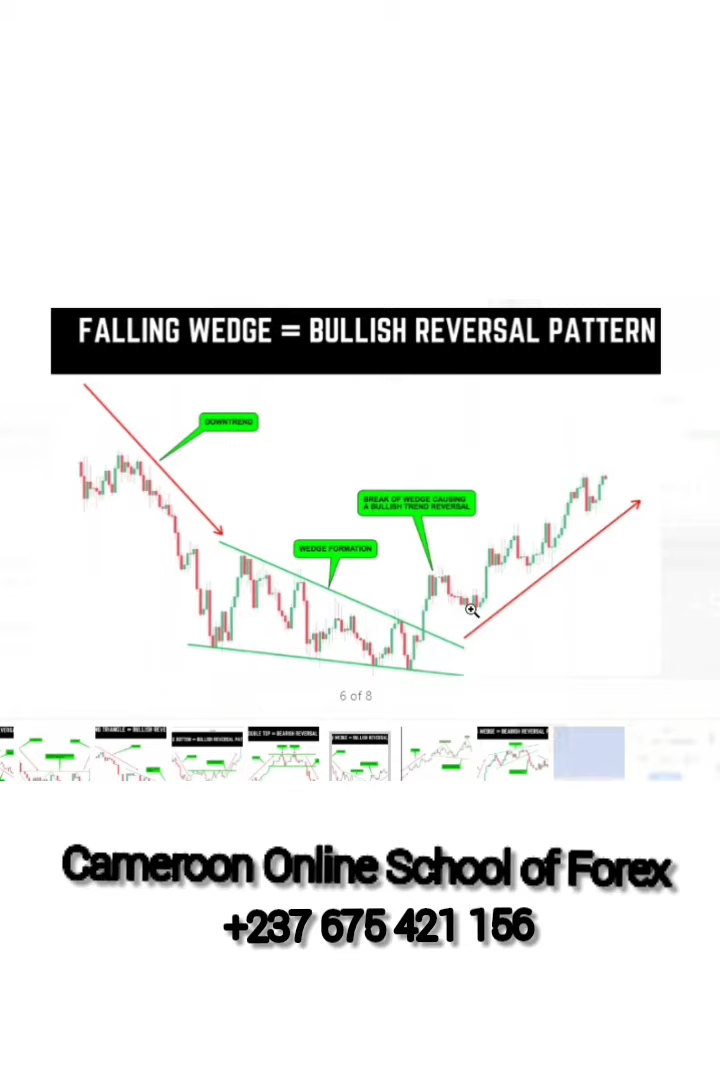 FALLING WEDGE = BULLISH REVERSAL PATTERN
DOWNTREND
BREAK OF WEDGE CAUSING
A BULLISH TREND REVERSAL
WEDGE FORMATION
6 of 8
Cameroon Online School of Forex
+237 675 421 156